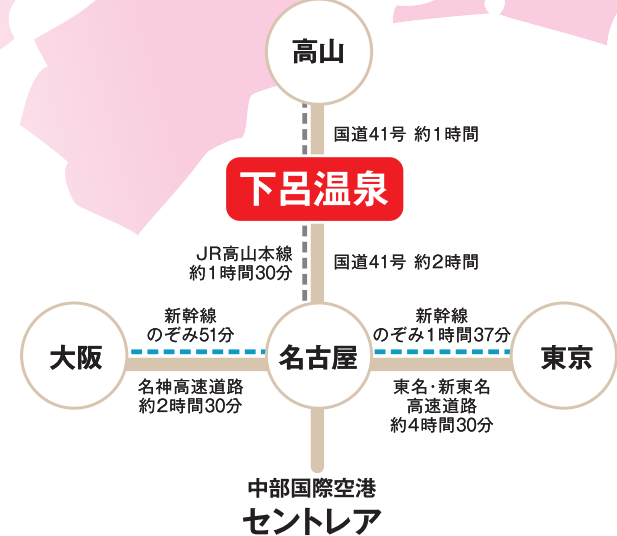 高山
国道41号 約1時間
下呂温泉
JR高山本線
約1時間30分
国道41号 約2時間
新幹線
のぞみ51分
新幹線
のぞみ1時間37分
大阪
名古屋
東京
名神高速道路
約2時間30分
東名・新東名
高速道路
約4時間30分
中部国際空港
セントレア